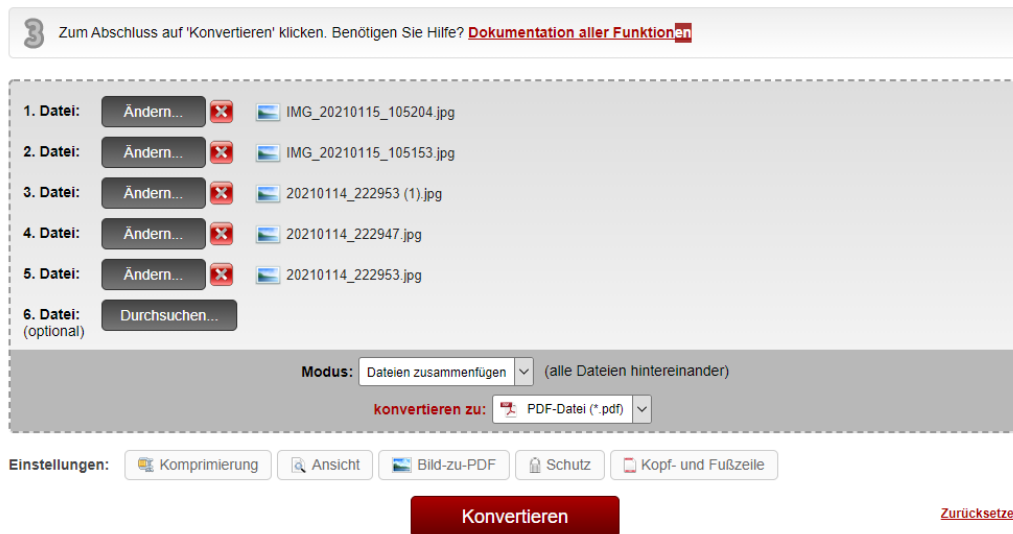 3 Zum Abschluss auf 'Konvertieren' klicken. Benötigen Sie Hilfe? Dokumentation aller Funktionen
1. Datei: Ändern... IMG_20210115_105204.jpg
2. Datei: Ändern... IMG_20210115_105153.jpg
3. Datei: Ändern... 20210114_222953 (1).jpg
4. Datei: Ändern... 20210114_222947.jpg
5. Datei: Ändern... 20210114_222953.jpg
6. Datei: Durchsuchen...
(optional)
Modus: Dateien zusammenfügen (alle Dateien hintereinander)
konvertieren zu: PDF-Datei (*.pdf)
Einstellungen: Komprimierung Ansicht Bild-zu-PDF Schutz Kopf- und Fußzeile
Konvertieren Zurücksetze